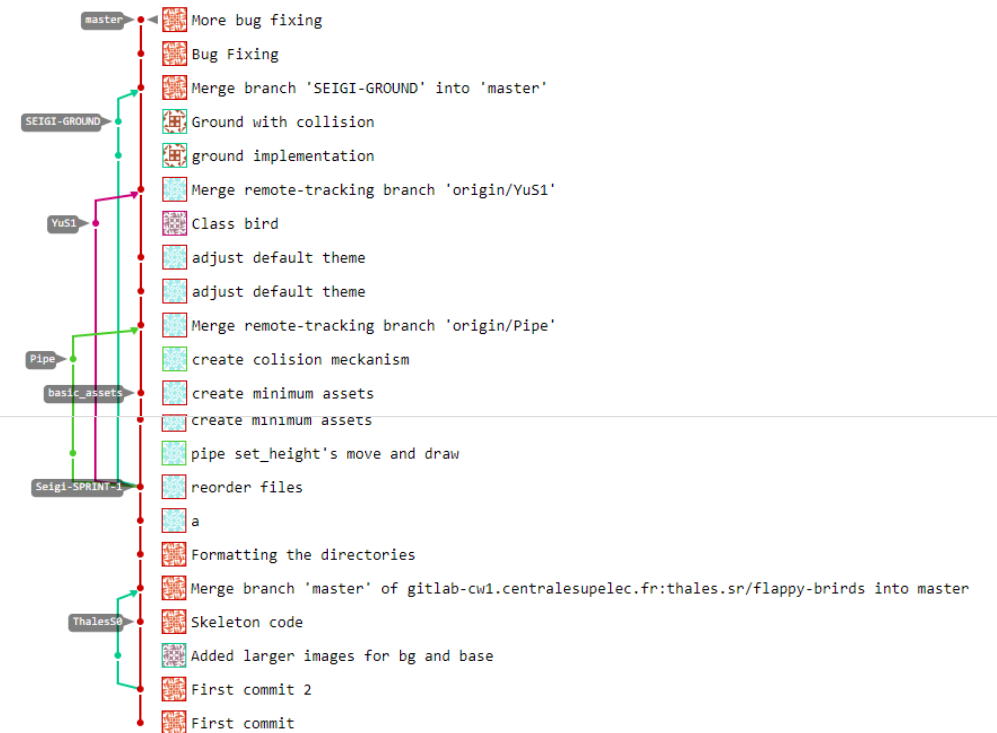 master More bug fixing
Bug Fixing
Merge branch 'SEIGI-GROUND' into 'master'
SEIGI-GROUND Ground with collision
ground implementation
Merge remote-tracking branch 'origin/YuS1'
YuS1 Class bird
adjust default theme
adjust default theme
Merge remote-tracking branch 'origin/Pipe'
Pipe create colision meckanism
basic_assets create minimum assets
create minimum assets
pipe set_height's move and draw
Seigi-SPRINT-1 reorder files
a
Formatting the directories
Merge branch 'master' of gitlab-cw1.centralesupelec.fr:thales.sr/flappy-brirds into master
ThalesS0 Skeleton code
Added larger images for bg and base
First commit 2
First commit